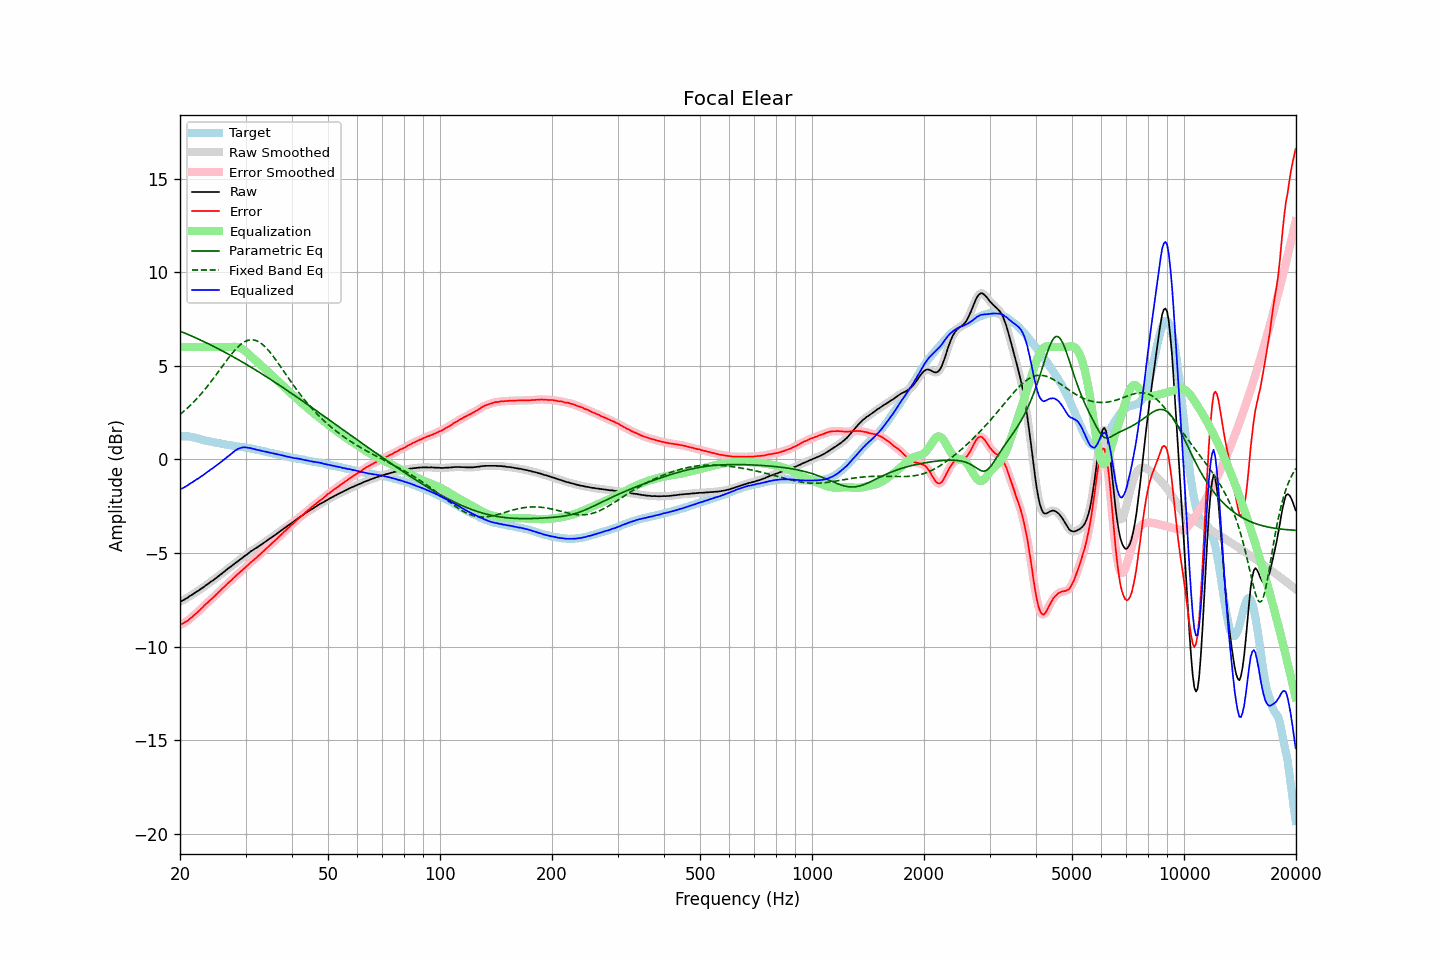 Focal Elear
Target
Raw Smoothed
Error Smoothed
Raw
Error
Equalization
Parametric Eq
Fixed Band Eq
Equalized
15
10
5
0
−5
−10
−15
−20
Amplitude (dBr)
20 50 100 200 500 1000 2000 5000 10000 20000
Frequency (Hz)